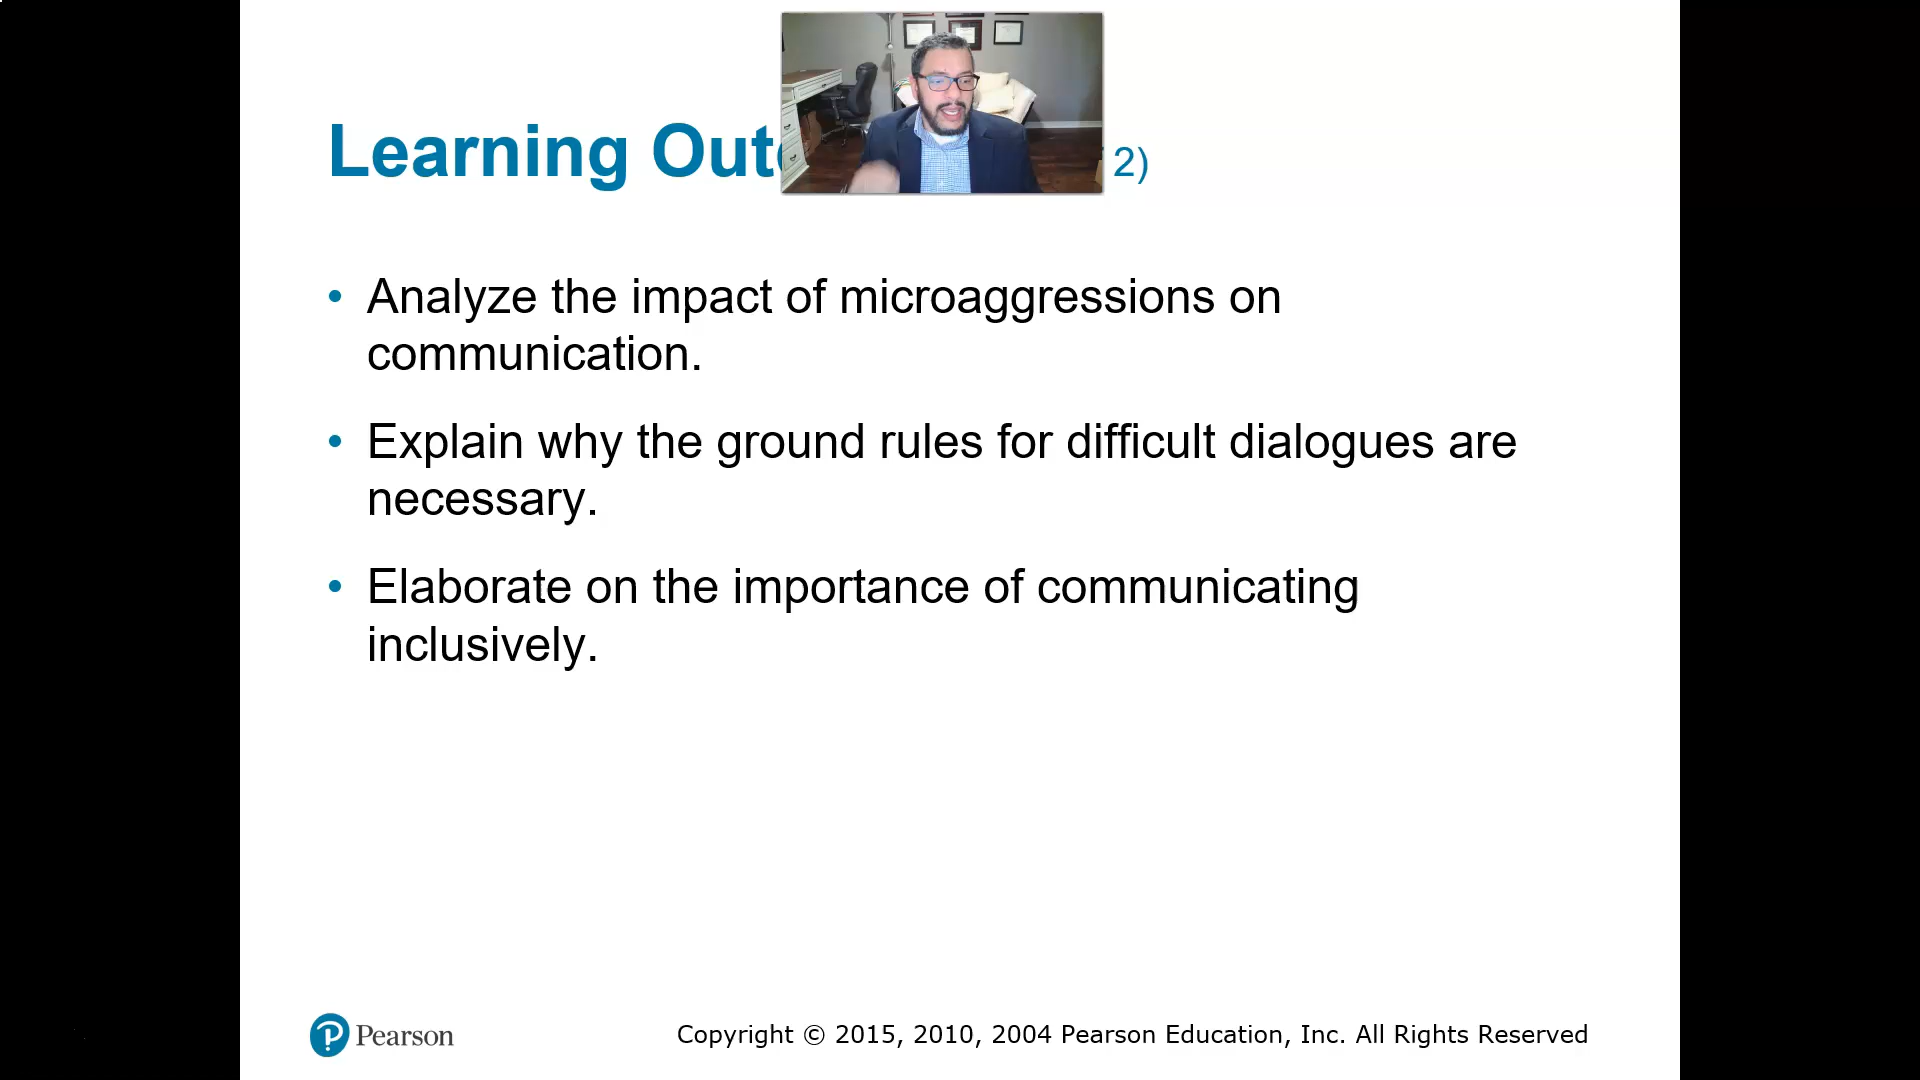 Learning Out
2)
• Analyze the impact of microaggressions on
communication.
• Explain why the ground rules for difficult dialogues are
necessary.
• Elaborate on the importance of communicating
inclusively.
Pearson
Copyright © 2015, 2010, 2004 Pearson Education, Inc. All Rights Reserved